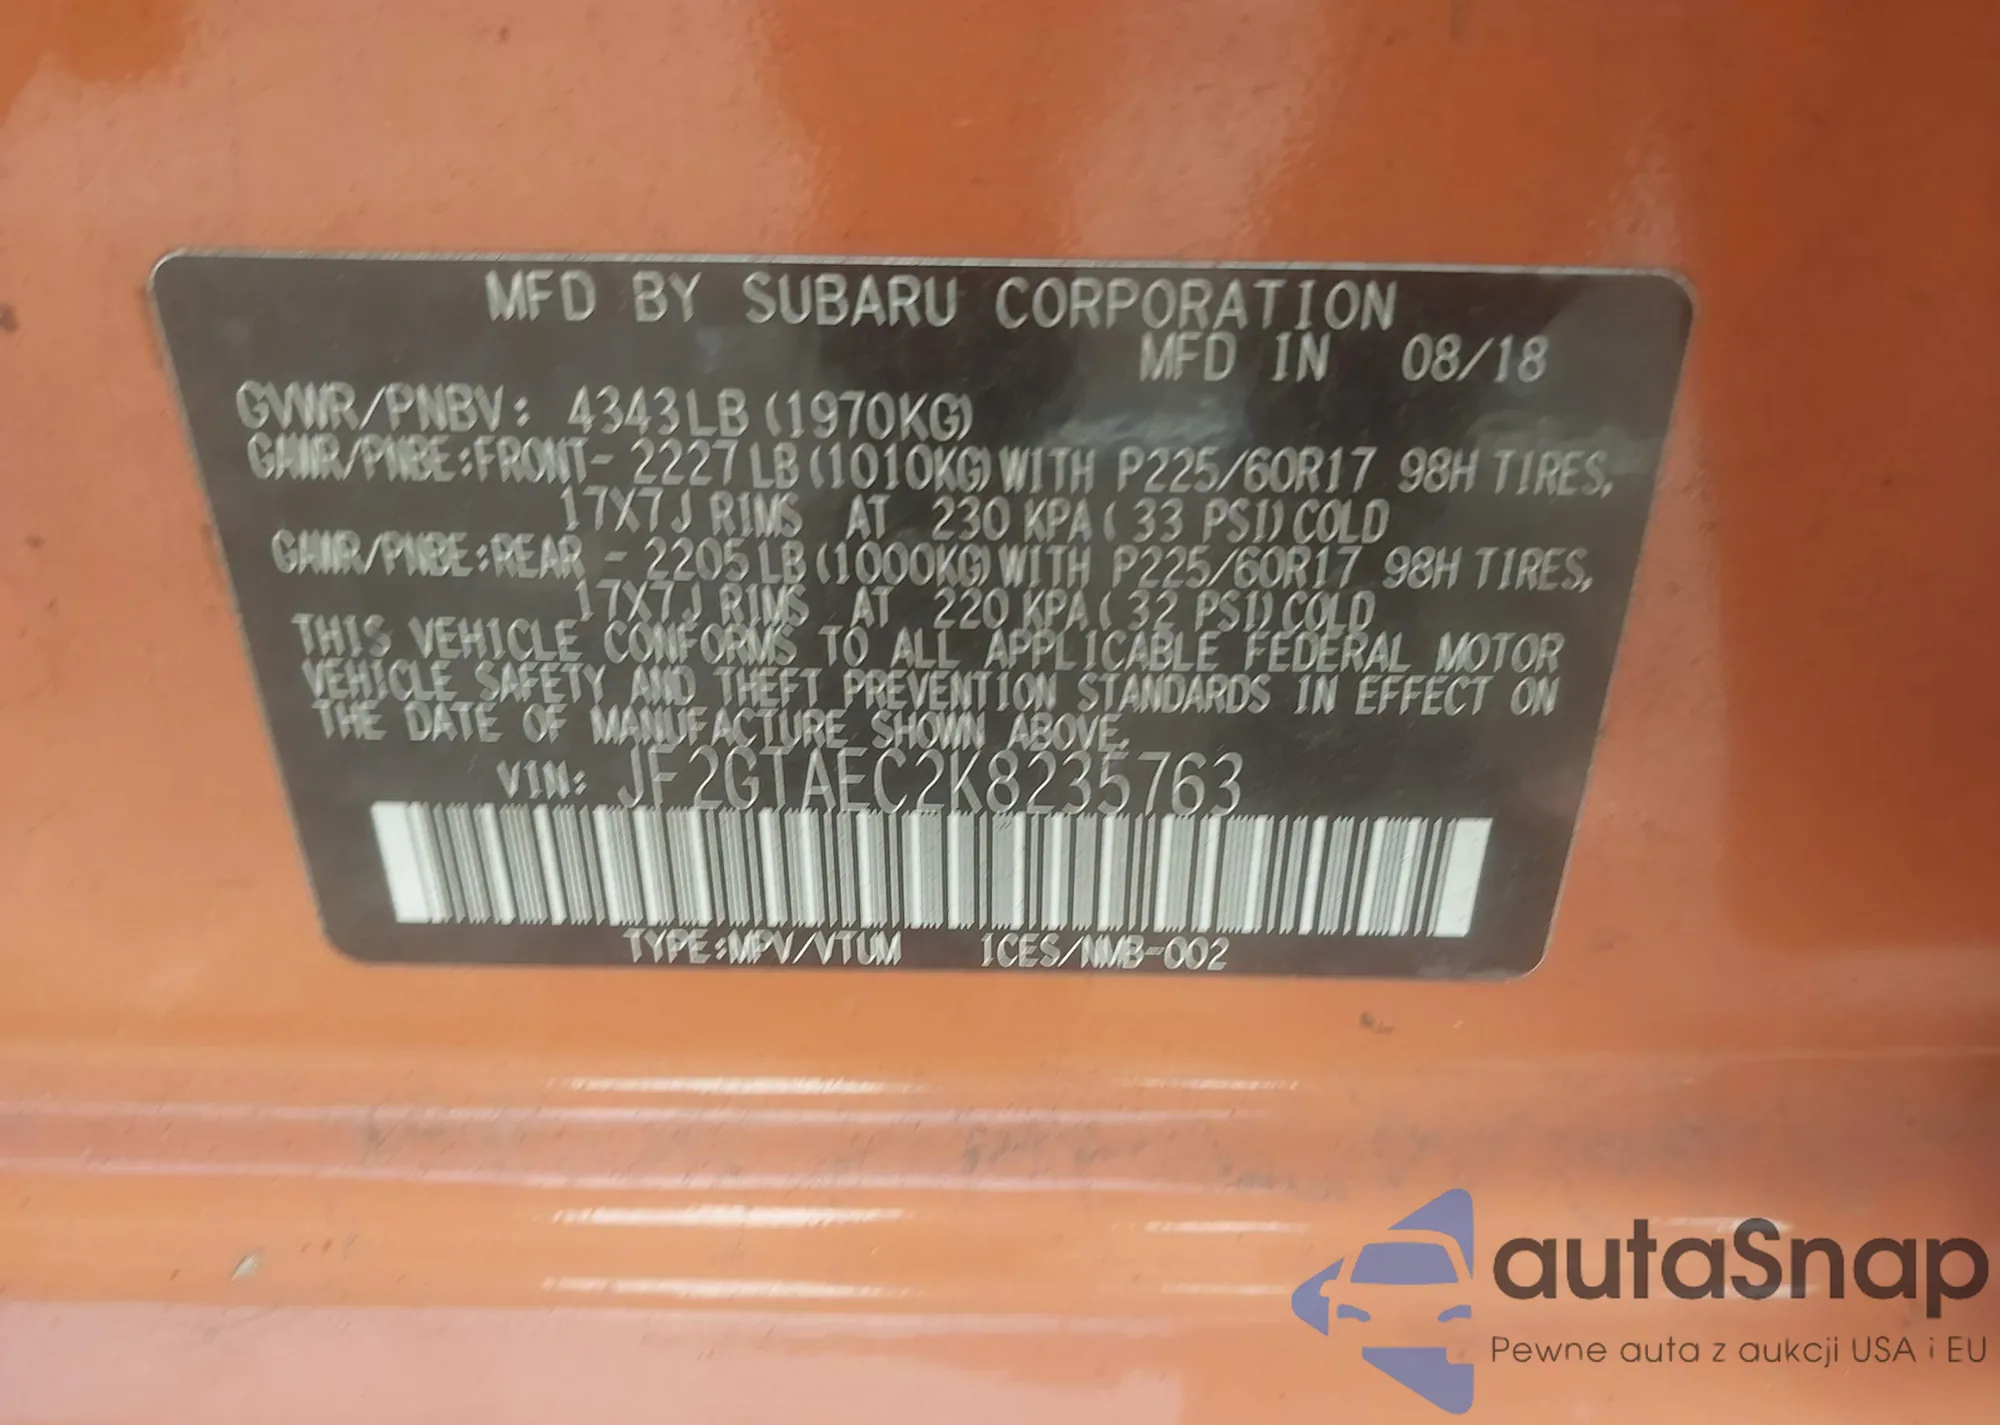 MFD BY SUBARU CORPORATION
MFD IN 08/18
GVWR/PNBV: 4343LB (1970KG)
GAWR/PNBE:FRONT- 2227LB (1010KG) WITH P225/60R17 98H TIRES,
17X7J RIMS AT 230 KPA ( 33 PSI) COLD
GAWR/PNBE:REAR - 2205LB (1000KG) WITH P225/60R17 98H TIRES,
17X7J RIMS AT 220 KPA ( 32 PSI) COLD
THIS VEHICLE CONFORMS TO ALL APPLICABLE FEDERAL MOTOR
VEHICLE SAFETY AND THEFT PREVENTION STANDARDS IN EFFECT ON
THE DATE OF MANUFACTURE SHOWN ABOVE.
VIN: JF2GTAEC2K8235763
TYPE:MPV/VTUM ICES/NMB-002
autaSnap
Pewne auta z aukcji USA i EU